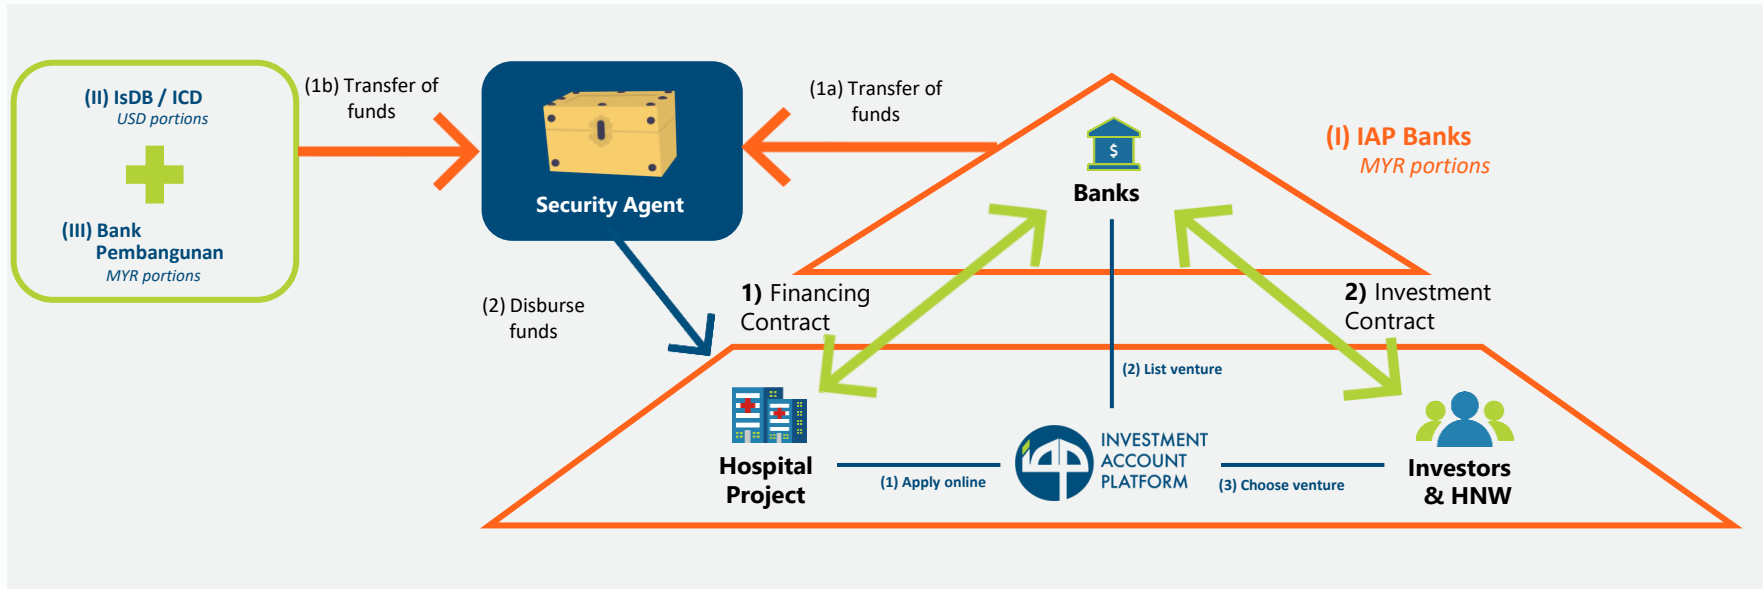 (II) IsDB / ICD
USD portions
(III) Bank
Pembangunan
MYR portions
(1b) Transfer of
funds
Security Agent
(1a) Transfer of
funds
$
Banks
(I) IAP Banks
MYR portions
(2) Disburse
funds
1) Financing
Contract
2) Investment
Contract
(2) List venture
Hospital
Project
(1) Apply online
iap
INVESTMENT
ACCOUNT
PLATFORM
(3) Choose venture
Investors
& HNW